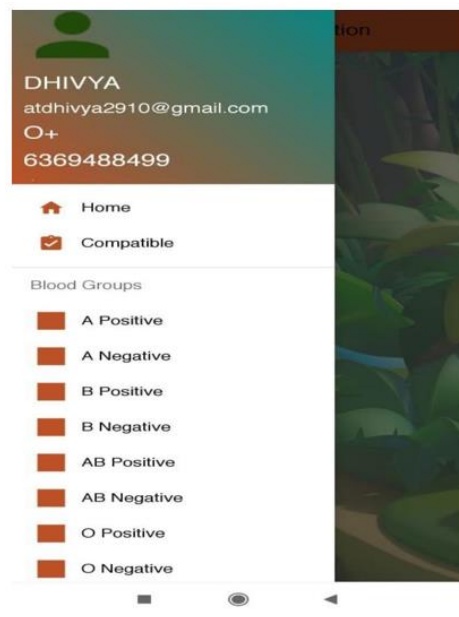 tion
DHIVYA
atdhivya2910@gmail.com
O+
6369488499
Home
Compatible
Blood Groups
A Positive
A Negative
B Positive
B Negative
AB Positive
AB Negative
O Positive
O Negative